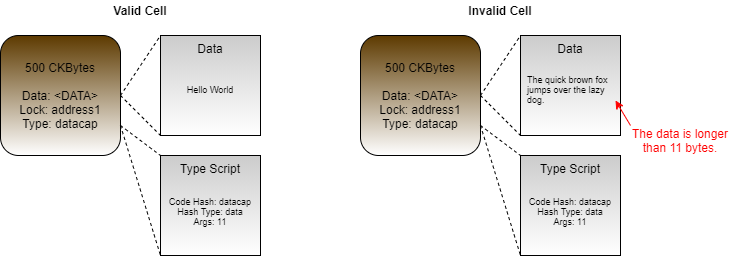 Valid Cell
500 CKBytes
Data: <DATA>
Lock: address1
Type: datacap
Data
Hello World
Type Script
Code Hash: datacap
Hash Type: data
Args: 11
Invalid Cell
500 CKBytes
Data: <DATA>
Lock: address1
Type: datacap
Data
The quick brown fox
jumps over the lazy
dog.
The data is longer
than 11 bytes.
Type Script
Code Hash: datacap
Hash Type: data
Args: 11